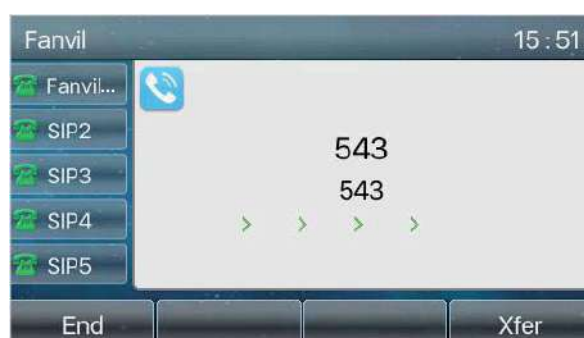 Fanvil 15:51
Fanvil...
SIP2
SIP3
SIP4
SIP5
543
543
End Xfer